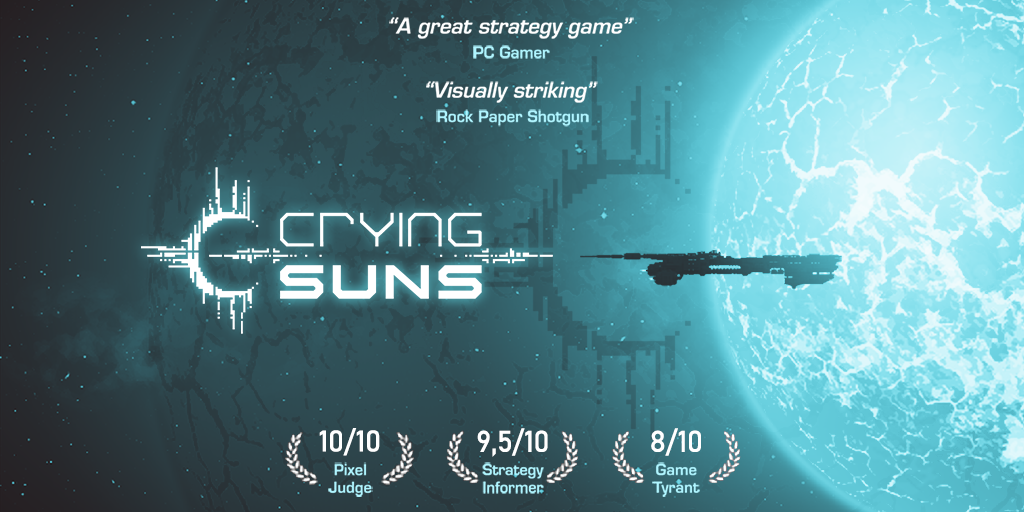 “A great strategy game”
PC Gamer
“Visually striking”
Rock Paper Shotgun
CRYING
SUNS
10/10
Pixel
Judge
9,5/10
Strategy
Informer
8/10
Game
Tyrant